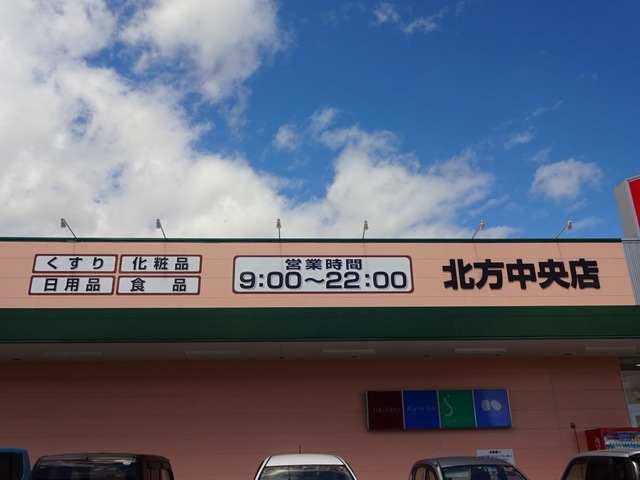 くすり 化粧品
日用品 食品
営業時間
9:00～22:00
北方中央店
Kanebo